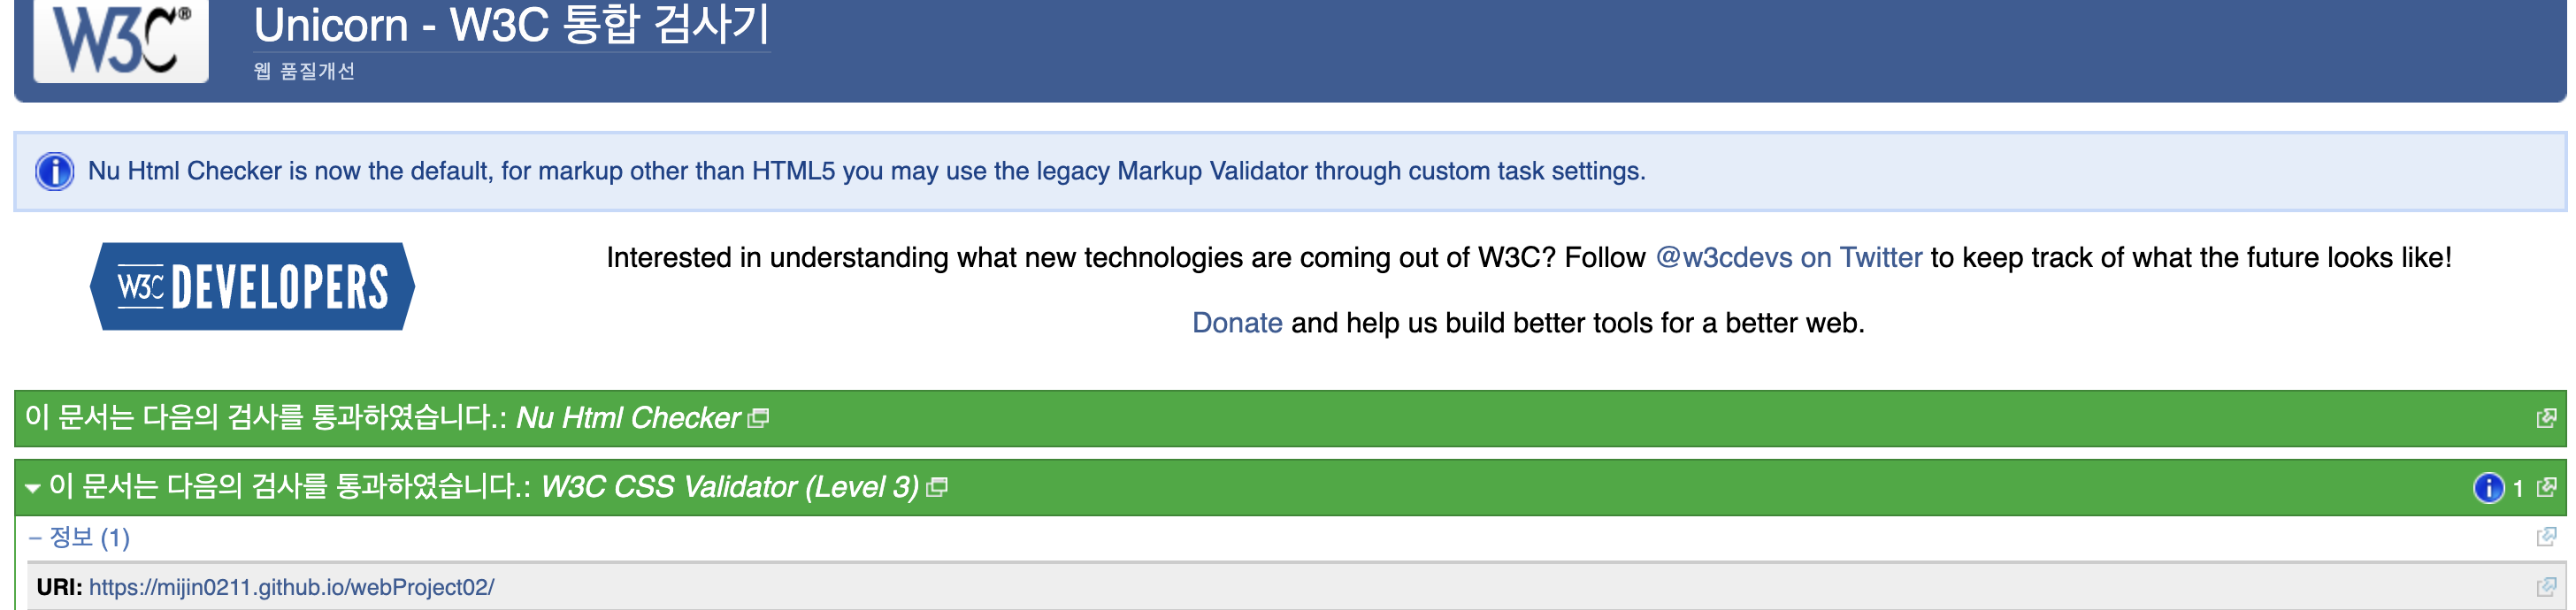 W3C®
Unicorn - W3C 통합 검사기
웹 품질개선
Nu Html Checker is now the default, for markup other than HTML5 you may use the legacy Markup Validator through custom task settings.
W3C DEVELOPERS
Interested in understanding what new technologies are coming out of W3C? Follow @w3cdevs on Twitter to keep track of what the future looks like!
Donate and help us build better tools for a better web.
이 문서는 다음의 검사를 통과하였습니다.: Nu Html Checker
이 문서는 다음의 검사를 통과하였습니다.: W3C CSS Validator (Level 3) 1
− 정보 (1)
URI: https://mijin0211.github.io/webProject02/